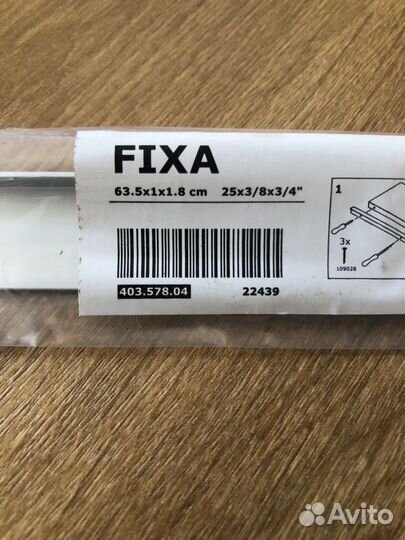 FIXA
63.5x1x1.8 cm 25x3/8x3/4"
403.578.04 22439
1
3x
109028
Avito